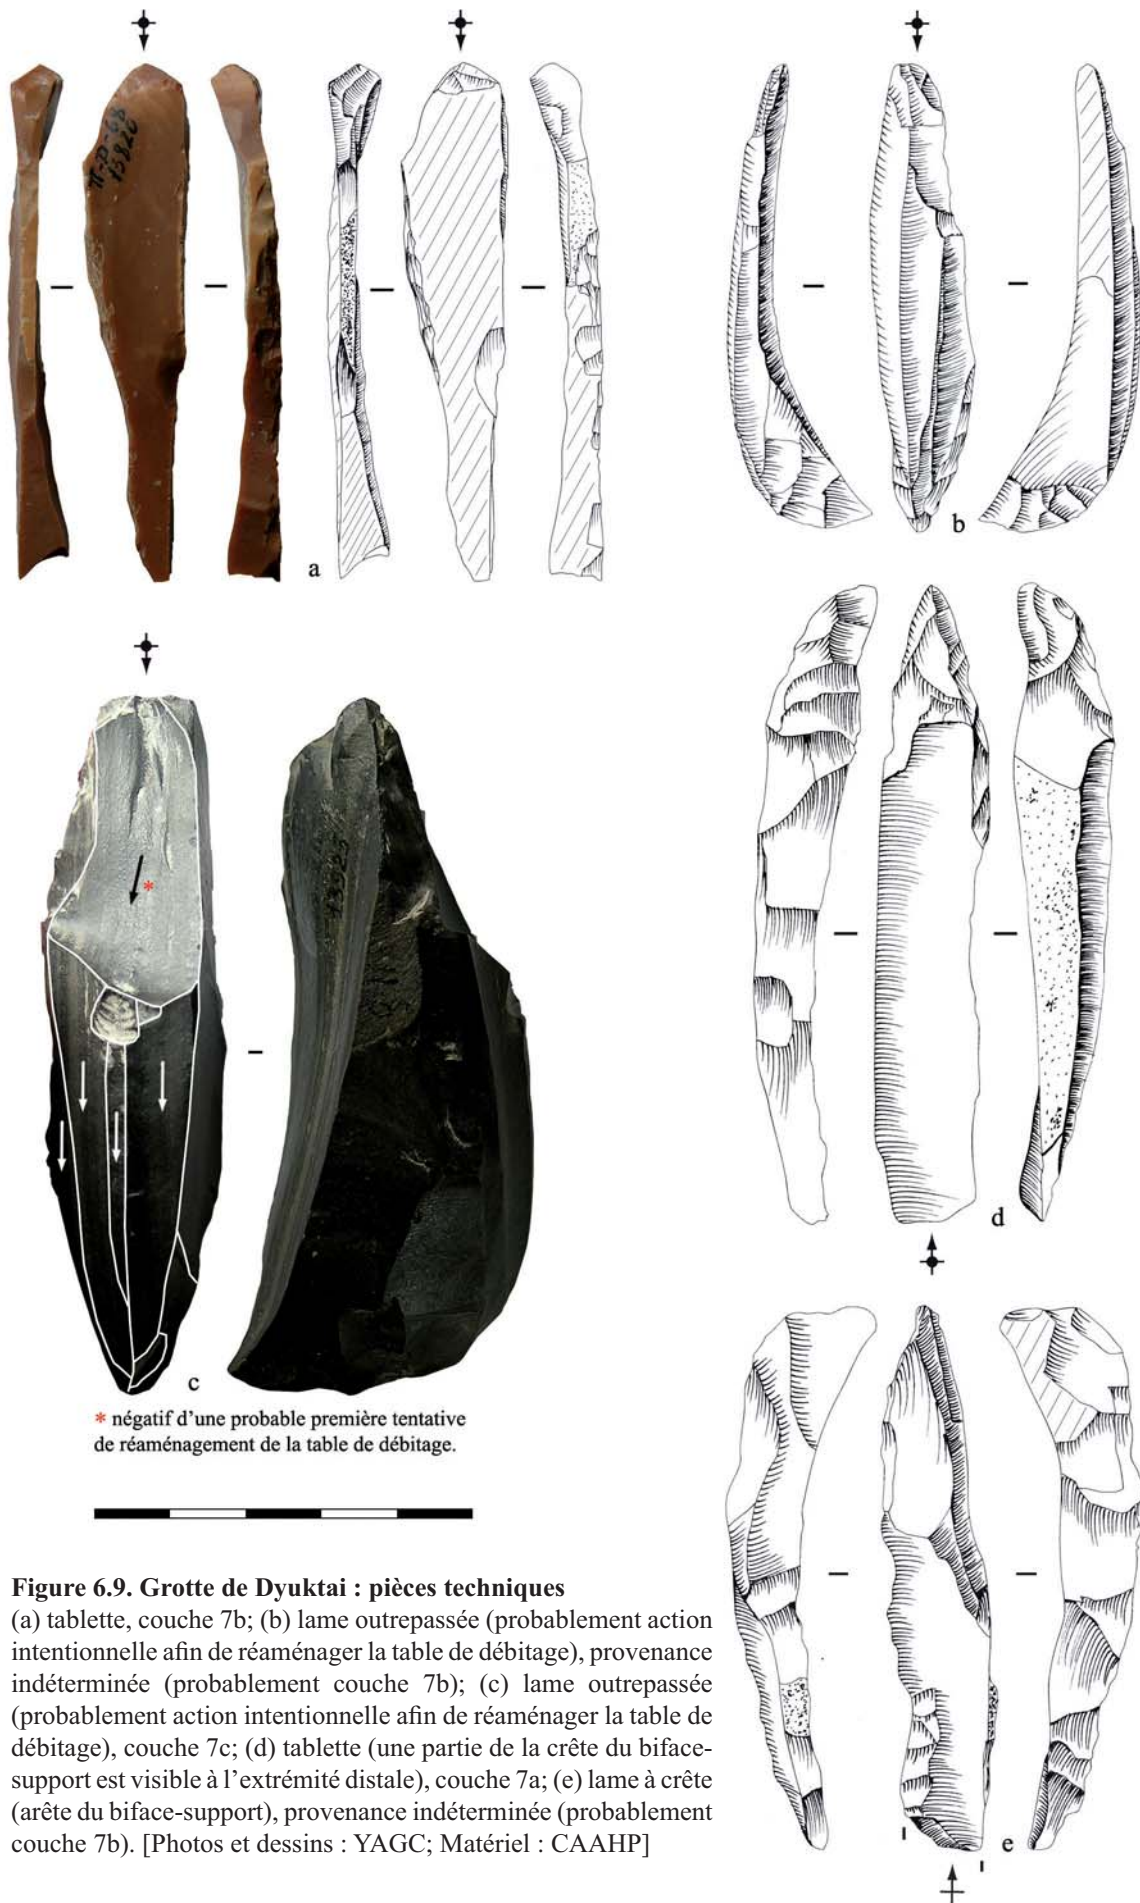 a
b
c
* négatif d'une probable première tentative
de réaménagement de la table de débitage.
d
e
Figure 6.9. Grotte de Dyuktai : pièces techniques
(a) tablette, couche 7b; (b) lame outrepassée (probablement action
intentionnelle afin de réaménager la table de débitage), provenance
indéterminée (probablement couche 7b); (c) lame outrepassée
(probablement action intentionnelle afin de réaménager la table de
débitage), couche 7c; (d) tablette (une partie de la crête du biface-
support est visible à l'extrémité distale), couche 7a; (e) lame à crête
(arête du biface-support), provenance indéterminée (probablement
couche 7b). [Photos et dessins : YAGC; Matériel : CAAHP]